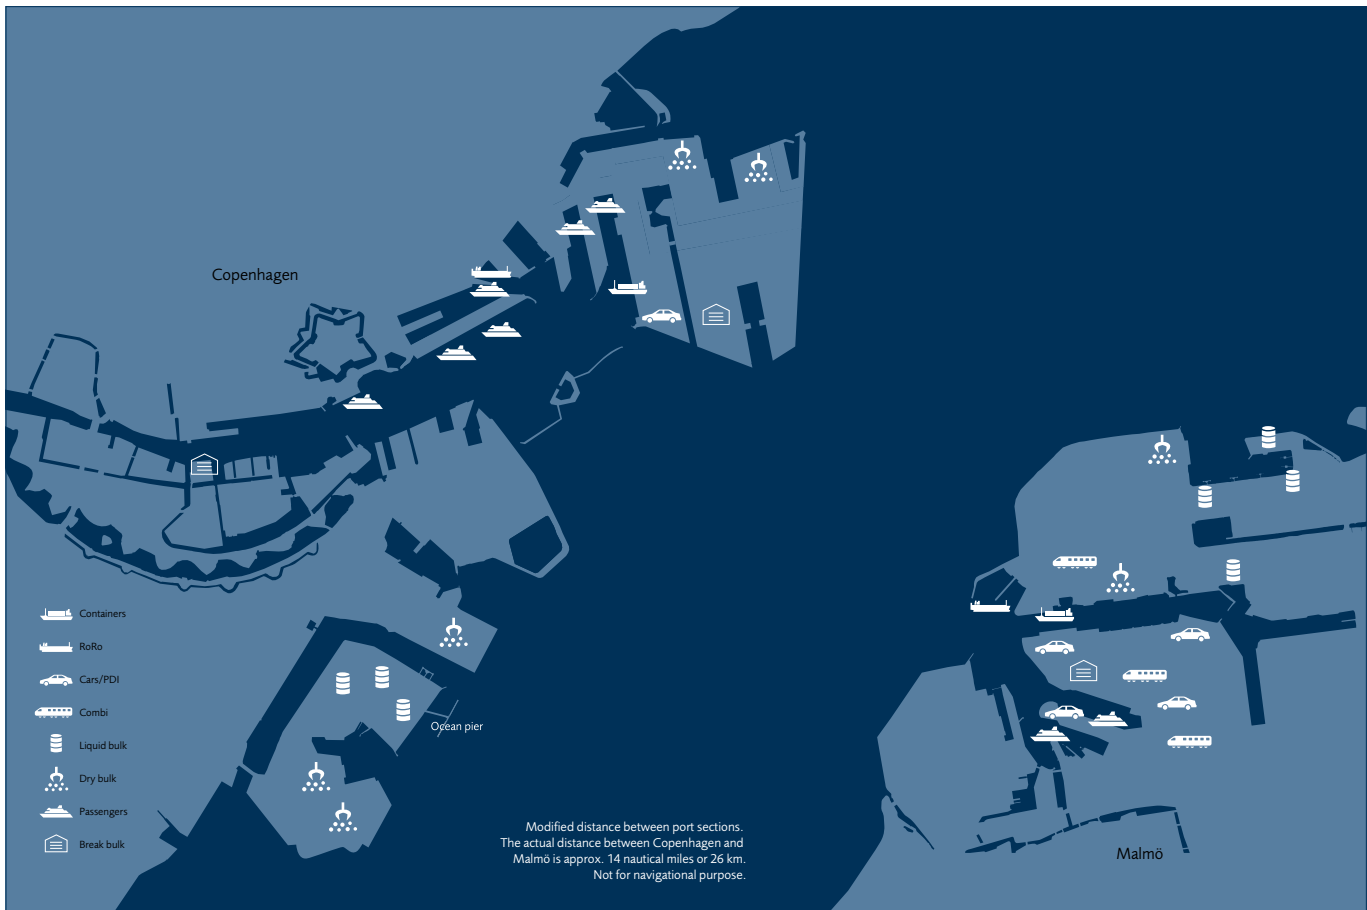 Copenhagen
Containers
RoRo
Cars/PDI
Combi
Liquid bulk
Dry bulk
Passengers
Break bulk
Ocean pier
Modified distance between port sections.
The actual distance between Copenhagen and
Malmö is approx. 14 nautical miles or 26 km.
Not for navigational purpose.
Malmö